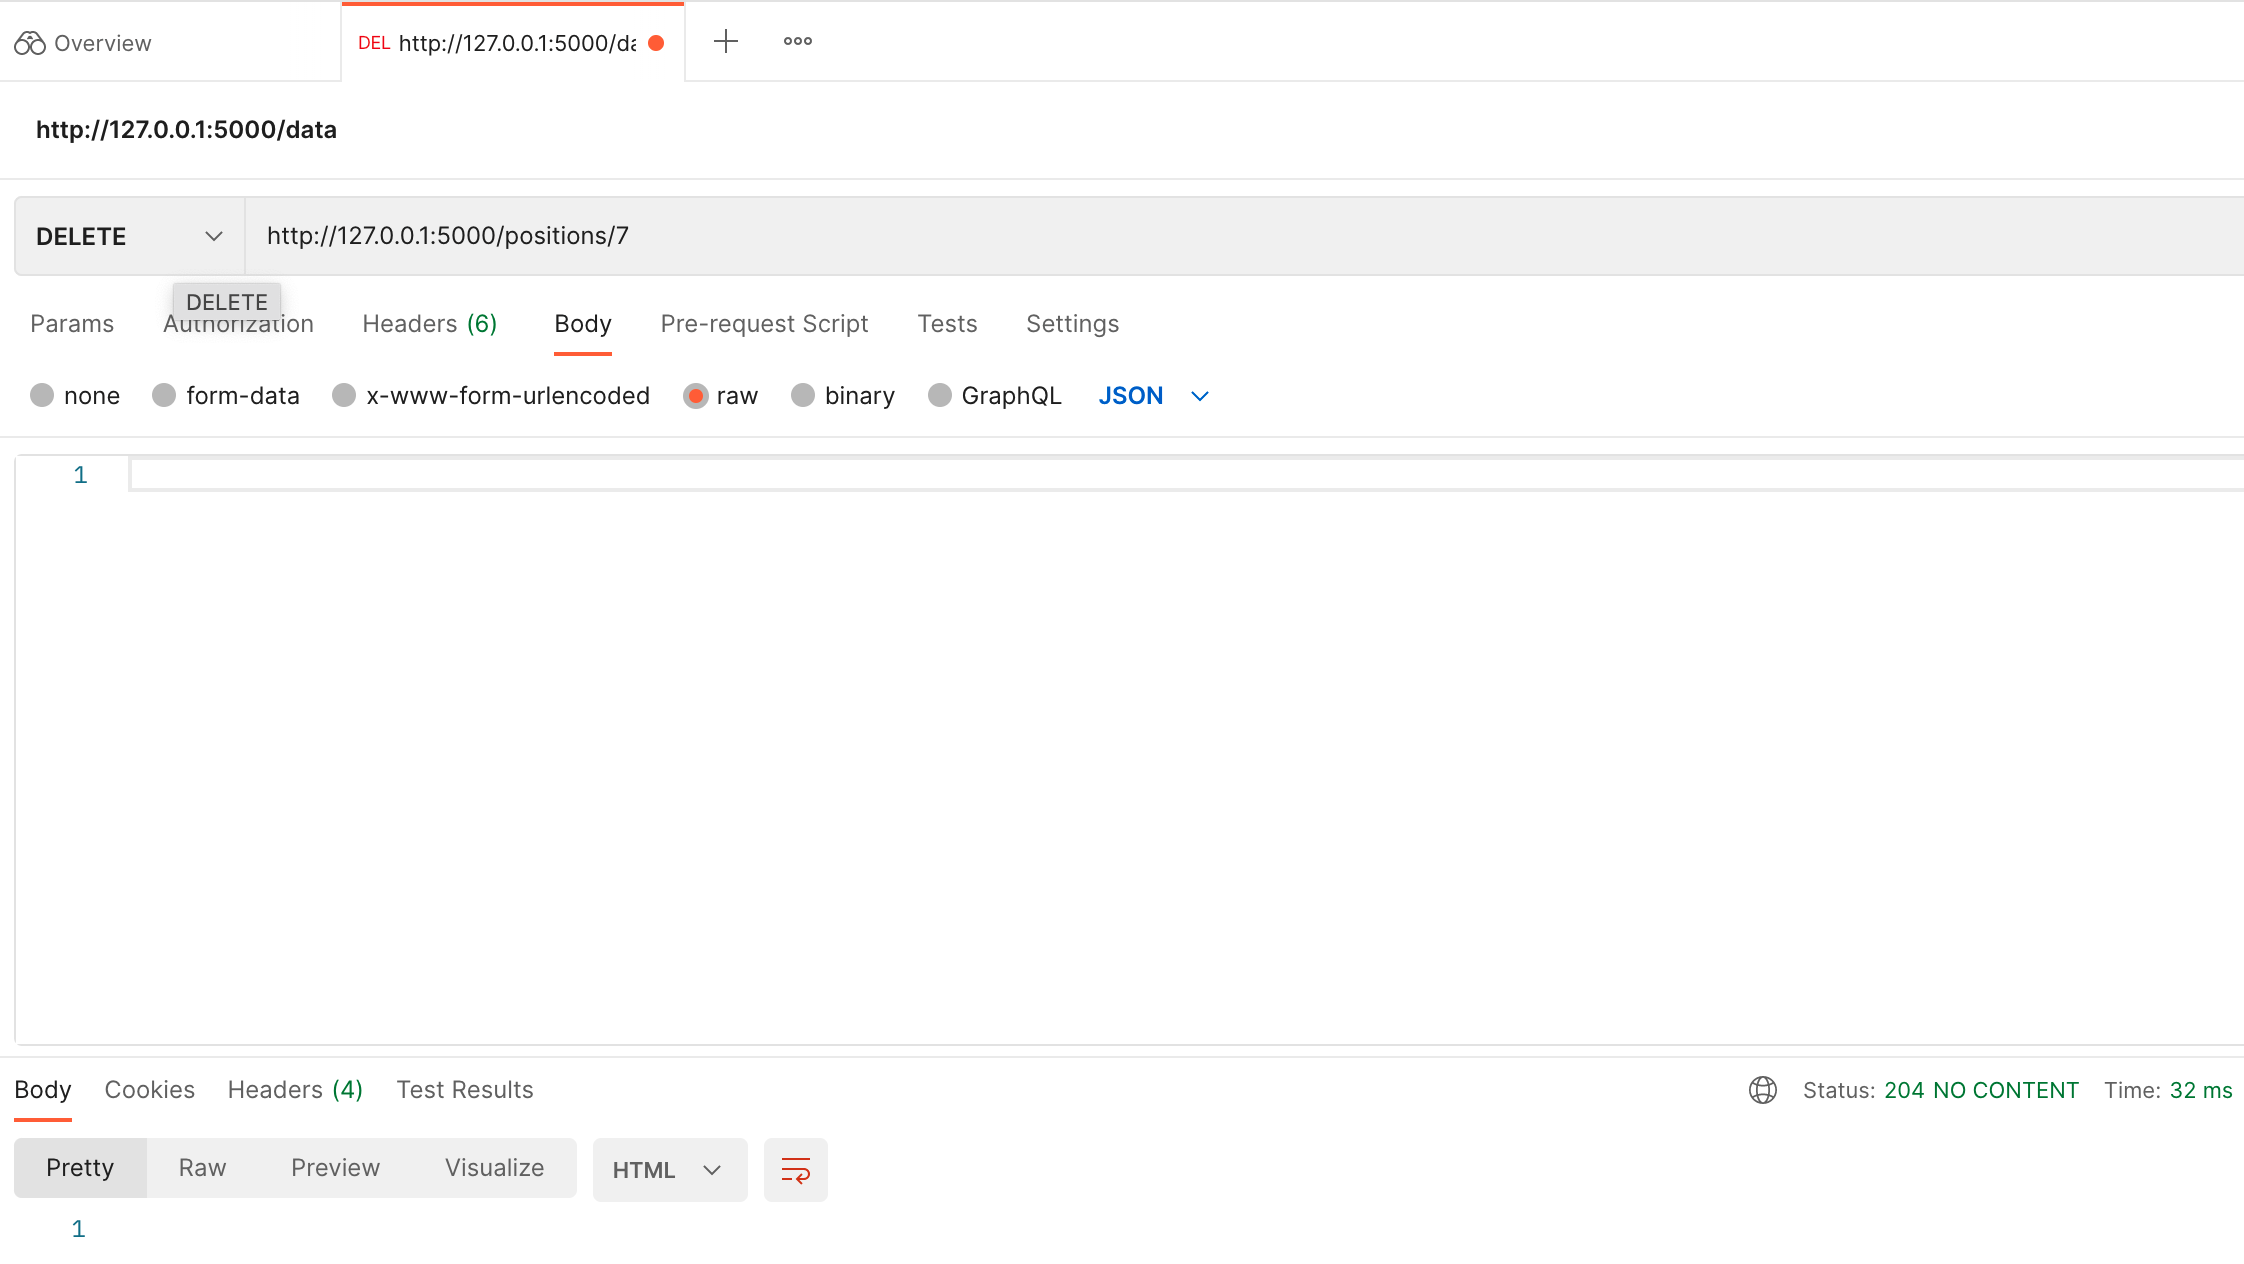 Overview
DEL http://127.0.0.1:5000/da
http://127.0.0.1:5000/data
DELETE http://127.0.0.1:5000/positions/7
DELETE
Params Authorization Headers (6) Body Pre-request Script Tests Settings
none form-data x-www-form-urlencoded raw binary GraphQL JSON
1
Body Cookies Headers (4) Test Results Status: 204 NO CONTENT Time: 32 ms
Pretty Raw Preview Visualize HTML
1